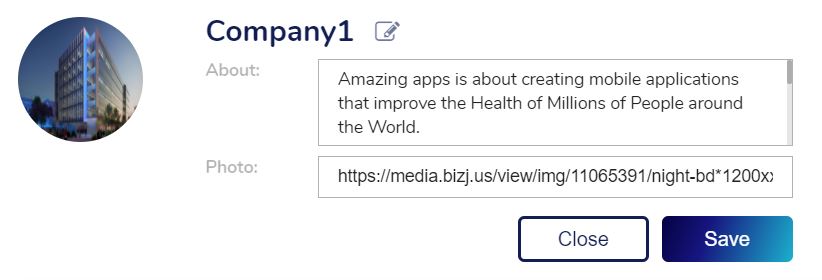 Company1
About:
Amazing apps is about creating mobile applications
that improve the Health of Millions of People around
the World.
Photo:
https://media.bizj.us/view/img/11065391/night-bd*1200xx
Close
Save